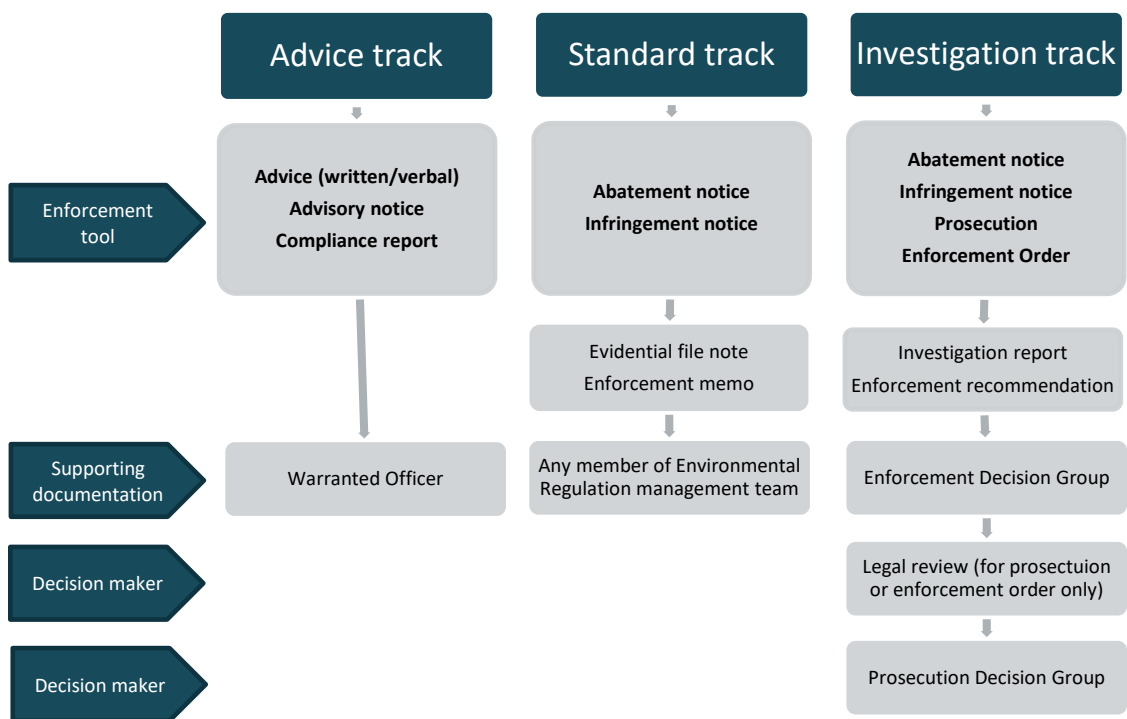 Advice track
Standard track
Investigation track
Enforcement
tool
Advice (written/verbal)
Advisory notice
Compliance report
Abatement notice
Infringement notice
Abatement notice
Infringement notice
Prosecution
Enforcement Order
Evidential file note
Enforcement memo
Investigation report
Enforcement recommendation
Supporting
documentation
Warranted Officer
Any member of Environmental
Regulation management team
Enforcement Decision Group
Decision maker
Legal review (for prosectuion
or enforcement order only)
Decision maker
Prosecution Decision Group